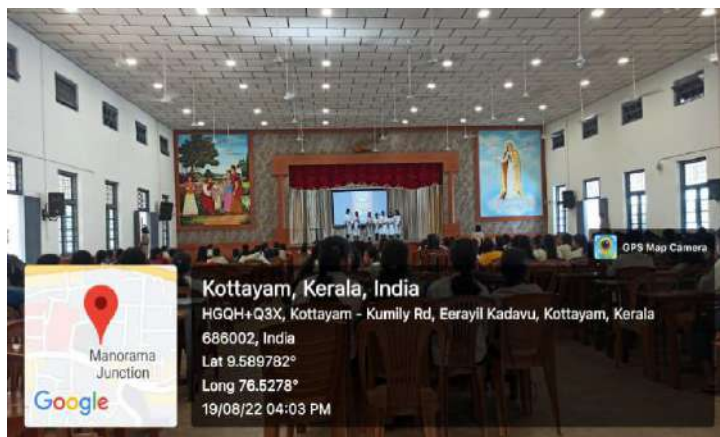 GPS Map Camera
Kottayam, Kerala, India
HGQH+Q3X, Kottayam - Kumily Rd, Eerayil Kadavu, Kottayam, Kerala
686002, India
Lat 9.589782°
Long 76.5278°
19/08/22 04:03 PM
Manorama
Junction
Google